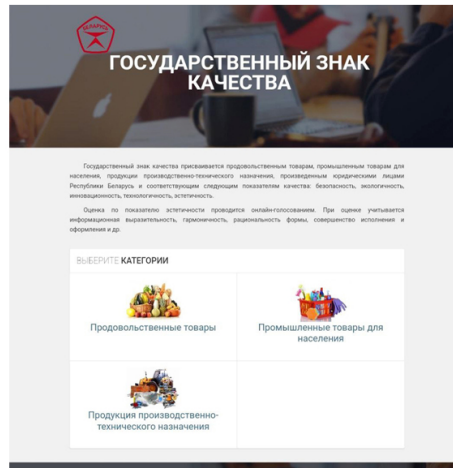 БЕЛАРУСЬ
ГОСУДАРСТВЕННЫЙ ЗНАК
КАЧЕСТВА
Государственный знак качества присваивается продовольственным товарам, промышленным товарам для
населения, продукции производственно-технического назначения, произведенным юридическими лицами
Республики Беларусь и соответствующим следующим показателям качества: безопасность, экологичность,
инновационность, технологичность, эстетичность.
Оценка по показателю эстетичности проводится онлайн-голосованием. При оценке учитывается
информационная выразительность, гармоничность, рациональность формы, совершенство исполнения и
оформления и др.
ВЫБЕРИТЕ КАТЕГОРИИ
Продовольственные товары
Промышленные товары для
населения
Продукция производственно-
технического назначения